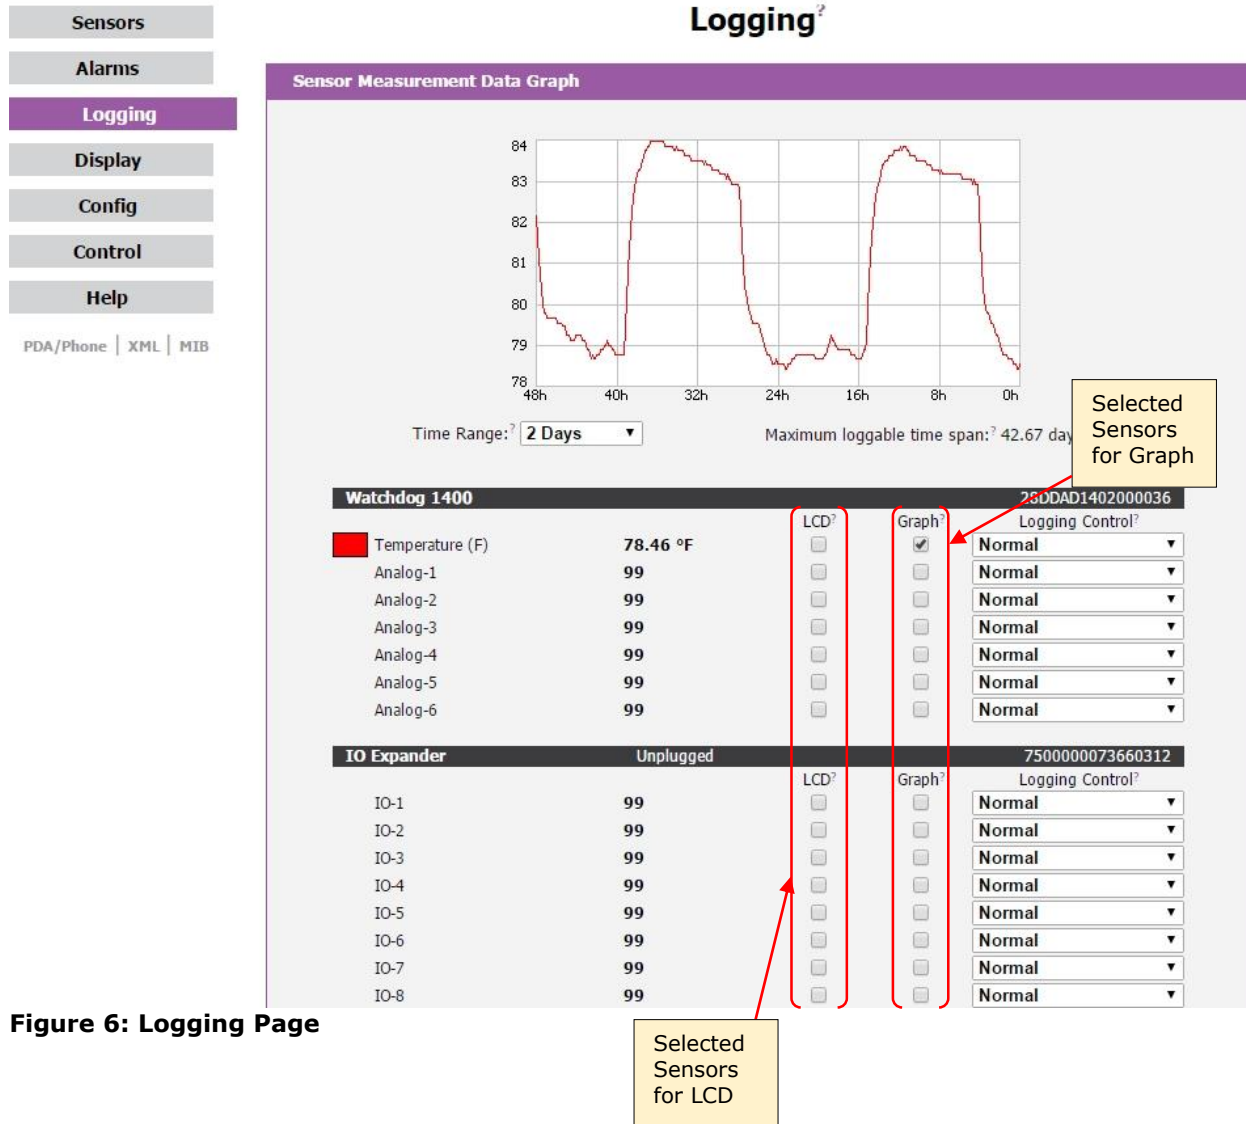 Logging?
Sensors
Alarms
Logging
Display
Config
Control
Help
PDA/Phone | XML | MIB
Sensor Measurement Data Graph
84
83
82
81
80
79
78
48h 40h 32h 24h 16h 8h 0h
Time Range:? 2 Days
Maximum loggable time span:? 42.67 day
Selected
Sensors
for Graph
Watchdog 1400 28DDAD1402000036
LCD? Graph? Logging Control?
Temperature (F) 78.46 ºF Normal
Analog-1 99 Normal
Analog-2 99 Normal
Analog-3 99 Normal
Analog-4 99 Normal
Analog-5 99 Normal
Analog-6 99 Normal
IO Expander Unplugged 7500000073660312
LCD? Graph? Logging Control?
IO-1 99 Normal
IO-2 99 Normal
IO-3 99 Normal
IO-4 99 Normal
IO-5 99 Normal
IO-6 99 Normal
IO-7 99 Normal
IO-8 99 Normal
Figure 6: Logging Page
Selected
Sensors
for LCD